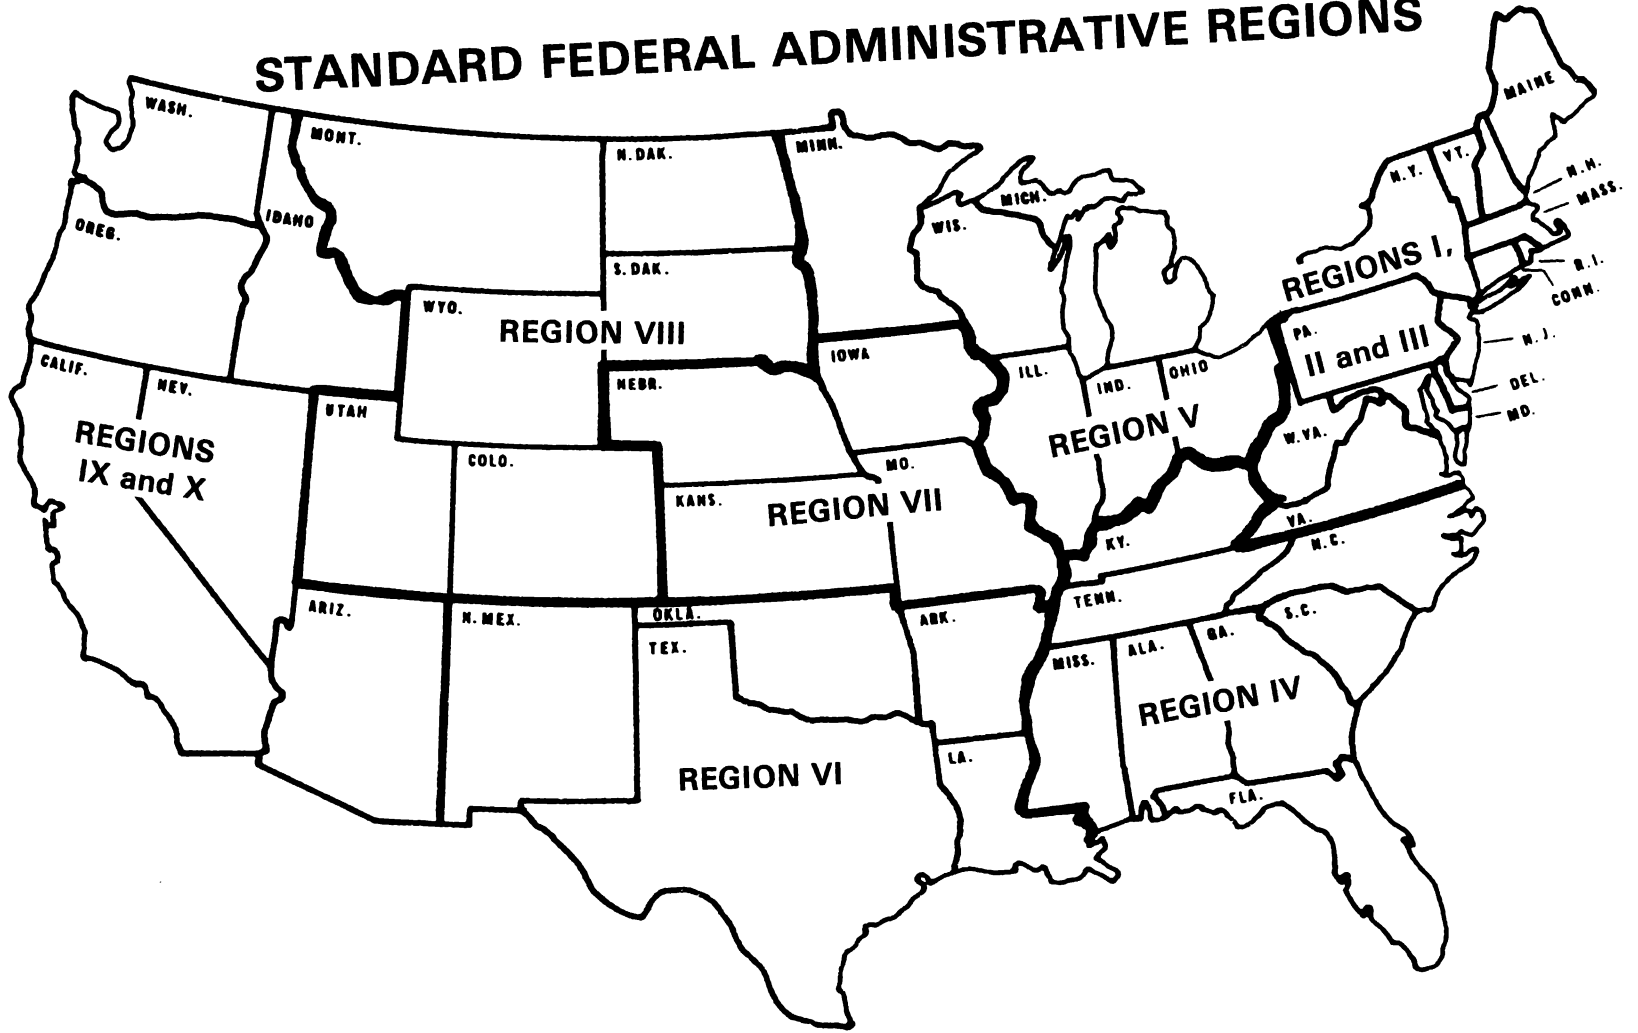 STANDARD FEDERAL ADMINISTRATIVE REGIONS
WASH.
MONT.
N. DAK.
MINN.
MAINE
VT.
N.Y.
N.H.
MASS.
IDAHO
OREG.
MICH.
WIS.
S. DAK.
REGIONS I,
R.I.
CONN.
WYO.
REGION VIII
PA.
II and III
N.J.
IOWA
CALIF.
NEV.
NEBR.
ILL.
IND.
OHIO
DEL.
MD.
UTAH
REGIONS
IX and X
REGION V
W.VA.
COLO.
MO.
KANS.
REGION VII
VA.
KY.
N.C.
ARIZ.
N. MEX.
OKLA.
ARK.
TENN.
S.C.
TEX.
MISS.
ALA.
GA.
REGION IV
REGION VI
LA.
FLA.